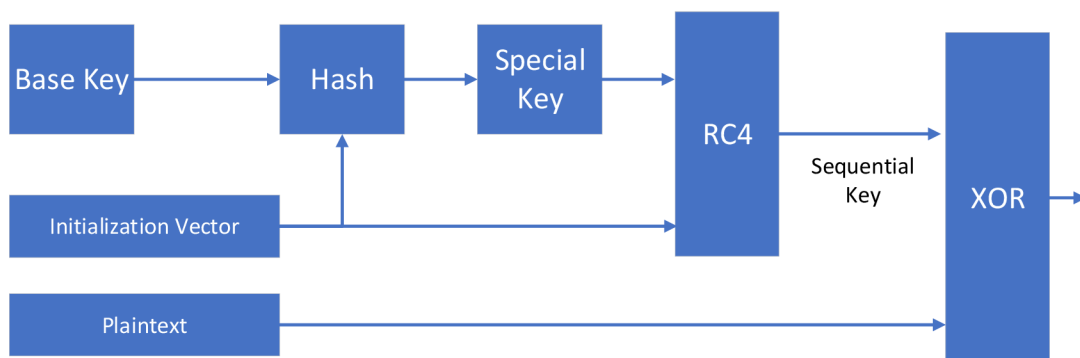 Base Key
Hash
Special
Key
RC4
Sequential
Key
XOR
Initialization Vector
Plaintext